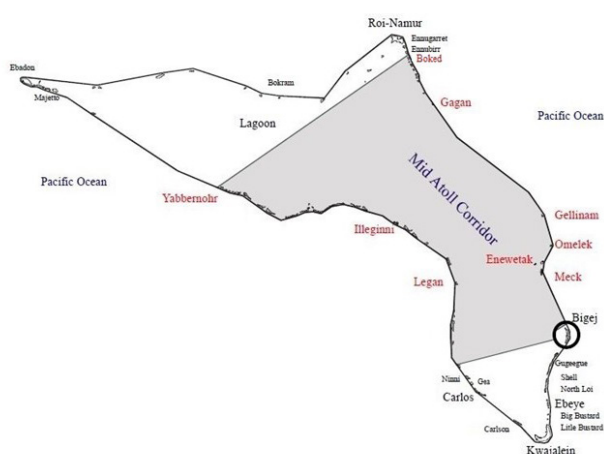 Roi-Namur
Ennugarret
Ennubirr
Boked
Ebadon
Majetto
Bokram
Gagan
Lagoon
Pacific Ocean
Pacific Ocean
Mid Atoll Corridor
Yabbernohr
Gellinam
Illeginni
Omelek
Enewetak
Meck
Legan
Bigej
Gugeegue
Ninni
Gea
Shell
North Loi
Carlos
Ebeye
Big Bustard
Carlson
Litle Bustard
Kwajalein